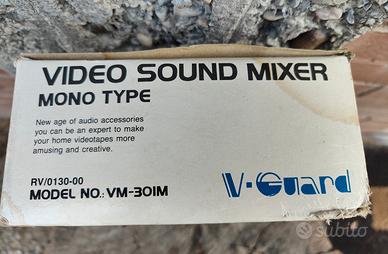 VIDEO SOUND MIXER
MONO TYPE
New age of audio accessories
you can be an expert to make
your home videotapes more
amusing and creative.
RV/0130-00
MODEL NO.: VM-301M
V-Guard
subito